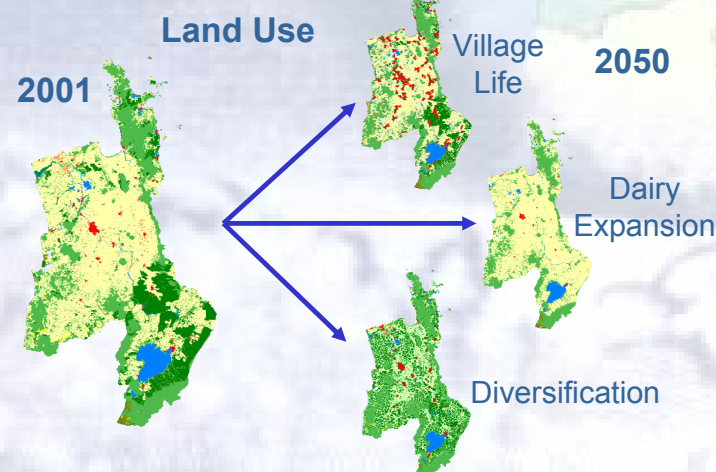 Land Use
2001
Village
Life
2050
Dairy
Expansion
Diversification